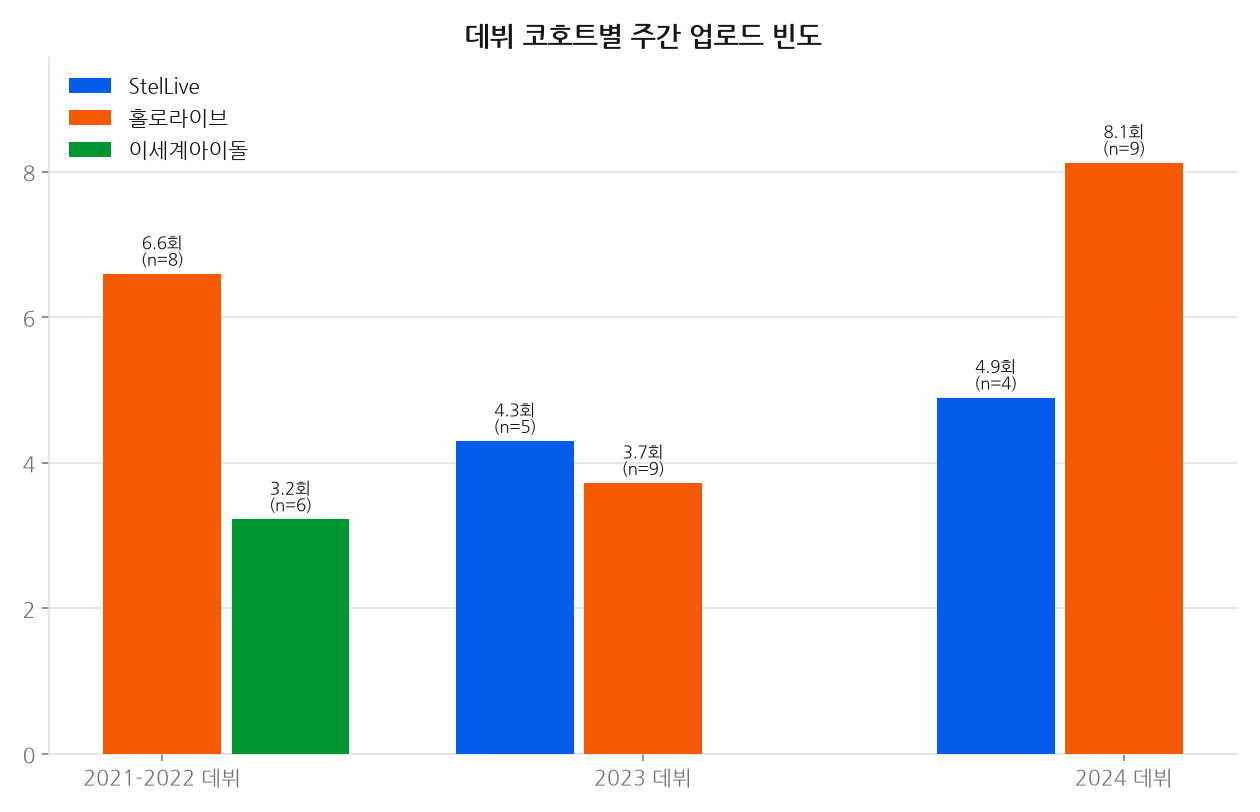 데뷔 코호트별 주간 업로드 빈도
StelLive
홀로라이브
이세계아이돌
8
6
4
2
0
6.6회
(n=8)
3.2회
(n=6)
4.3회
(n=5)
3.7회
(n=9)
4.9회
(n=4)
8.1회
(n=9)
2021-2022 데뷔
2023 데뷔
2024 데뷔